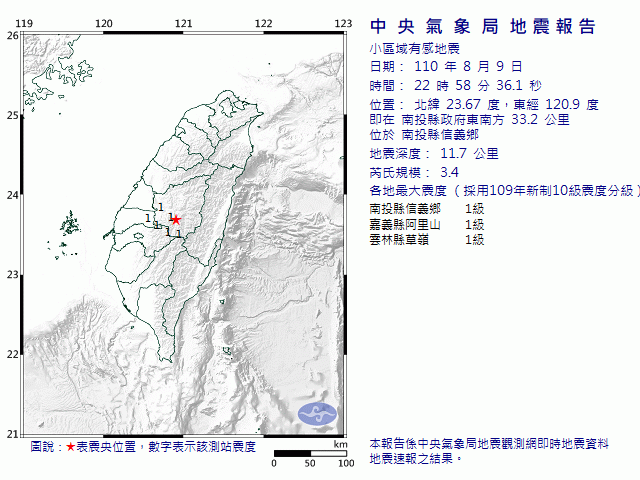 119
120
121
122
123
26
25
24
23
22
21
1
1
1
1
1
1
圖說：★表震央位置，數字表示該測站震度
km
0 50 100
中央氣象局地震報告
小區域有感地震
日期： 110 年 8 月 9 日
時間： 22 時 58 分 36.1 秒
位置： 北緯 23.67 度，東經 120.9 度
即在 南投縣政府東南方 33.2 公里
位於 南投縣信義鄉
地震深度： 11.7 公里
芮氏規模： 3.4
各地最大震度（採用109年新制10級震度分級）
南投縣信義鄉 1級
嘉義縣阿里山 1級
雲林縣草嶺 1級
本報告係中央氣象局地震觀測網即時地震資料
地震速報之結果。